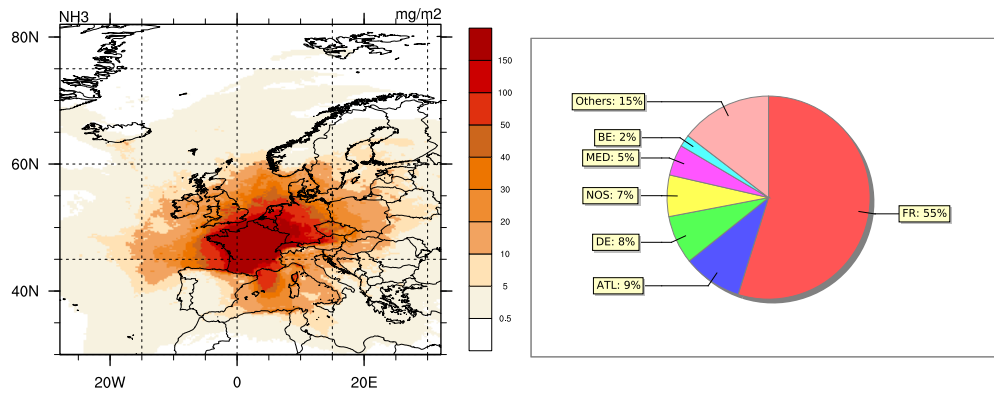 NH3 mg/m2
80N
60N
40N
20W 0 20E
150
100
50
40
30
20
10
5
0.5
Others: 15%
BE: 2%
MED: 5%
NOS: 7%
FR: 55%
DE: 8%
ATL: 9%